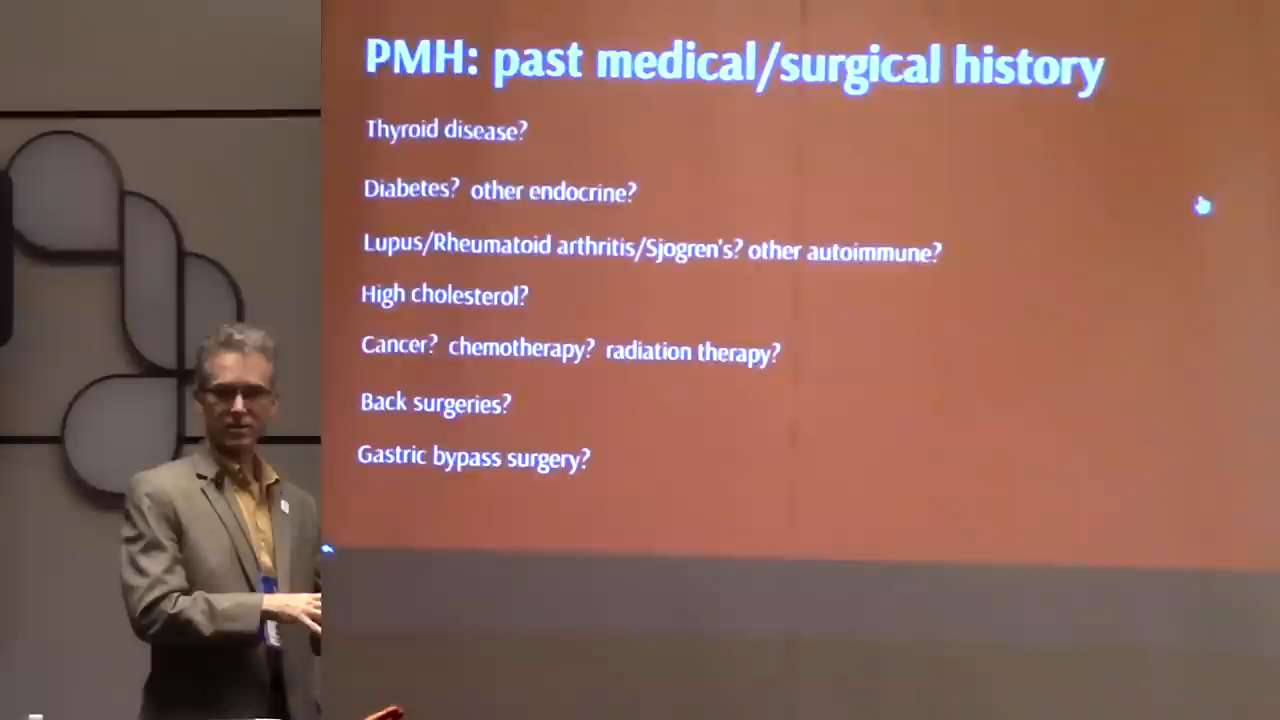 PMH: past medical/surgical history
Thyroid disease?
Diabetes? other endocrine?
Lupus/Rheumatoid arthritis/Sjogren's? other autoimmune?
High cholesterol?
Cancer? chemotherapy? radiation therapy?
Back surgeries?
Gastric bypass surgery?